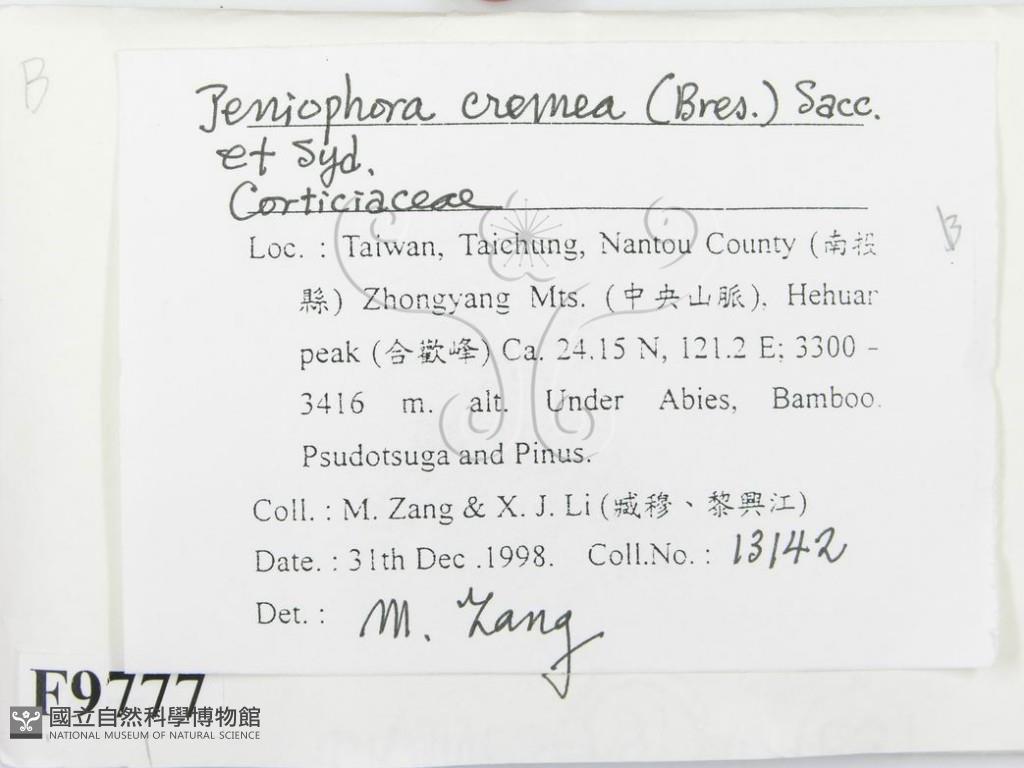 B
Peniophora cremea (Bres.) Sacc.
et Syd.
Corticiaceae
B
Loc. : Taiwan, Taichung, Nantou County (南投
縣) Zhongyang Mts. (中央山脈), Hehuan
peak (合歡峰) Ca. 24.15 N, 121.2 E; 3300 -
3416 m. alt. Under Abies, Bamboo.
Psudotsuga and Pinus.
Coll. : M. Zang & X. J. Li (臧穆、黎興江)
Date. : 31th Dec .1998. Coll.No. : 13142
Det. : M. Zang
F9777
國立自然科學博物館
NATIONAL MUSEUM OF NATURAL SCIENCE